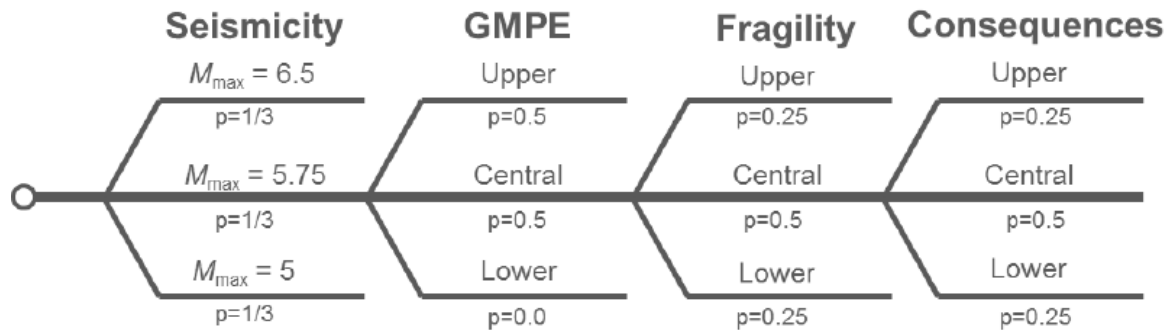 Seismicity GMPE Fragility Consequences
M_max = 6.5 Upper Upper Upper
p=1/3 p=0.5 p=0.25 p=0.25
M_max = 5.75 Central Central Central
p=1/3 p=0.5 p=0.5 p=0.5
M_max = 5 Lower Lower Lower
p=1/3 p=0.0 p=0.25 p=0.25